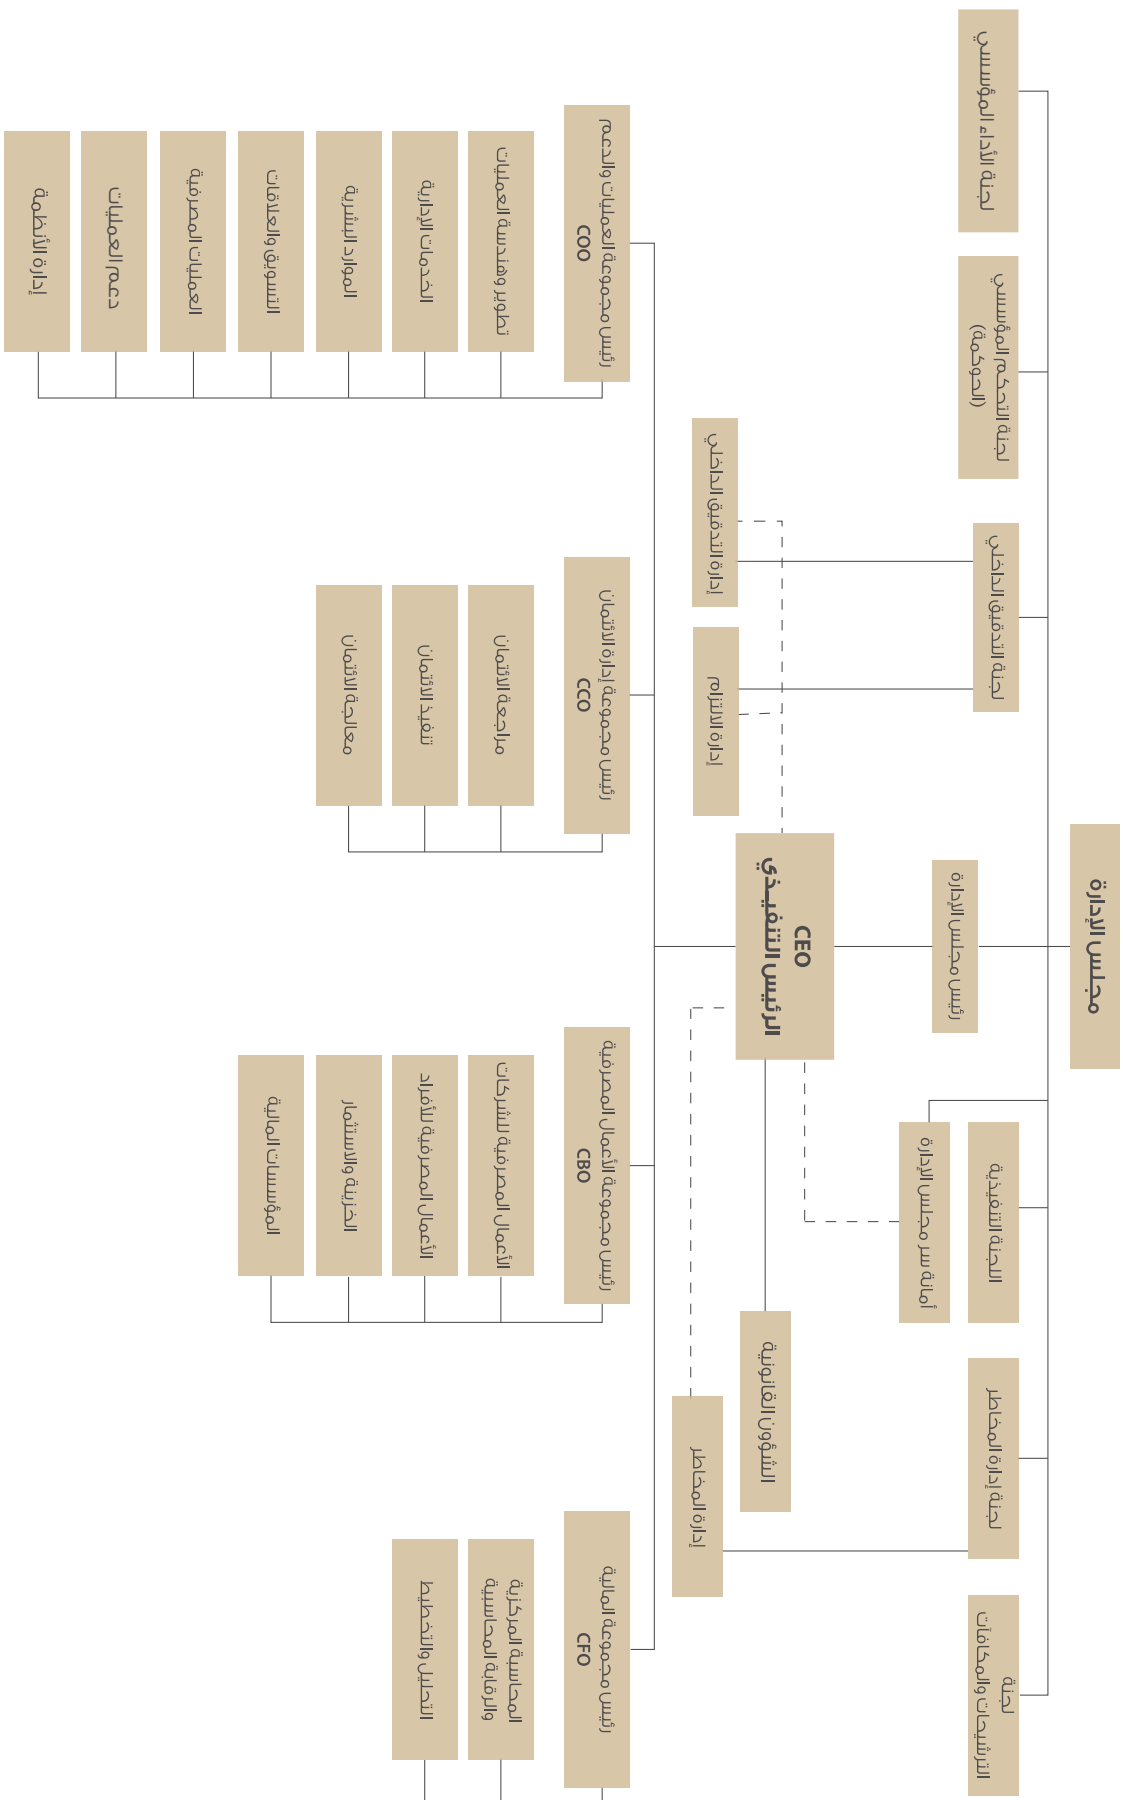 مجلس الإدارة
لجنة الأداء المؤسسي
لجنة التحكم المؤسسي
(الحوكمة)
لجنة التدقيق الداخلي
رئيس مجلس الإدارة
اللجنة التنفيذية
أمانة سر مجلس الإدارة
لجنة إدارة المخاطر
لجنة
الترشيحات والمكافآت
إدارة التدقيق الداخلي
إدارة الالتزام
CEO
الرئيس التنفيـذي
الشؤون القانونية
إدارة المخاطر
رئيس مجموعة العمليات والدعم
COO
تطوير وهندسة العمليات
الخدمات الإدارية
الموارد البشرية
التسويق والعلاقات
العمليات المصرفية
دعم العمليات
إدارة الأنظمة
رئيس مجموعة إدارة الائتمان
CCO
مراجعة الائتمان
تنفيذ الائتمان
معالجة الائتمان
رئيس مجموعة الأعمال المصرفية
CBO
الأعمال المصرفية للشركات
الأعمال المصرفية للأفراد
الخزينة والاستثمار
المؤسسات المالية
رئيس مجموعة المالية
CFO
المحاسبة المركزية
والرقابة المحاسبية
التحليل والتخطيط